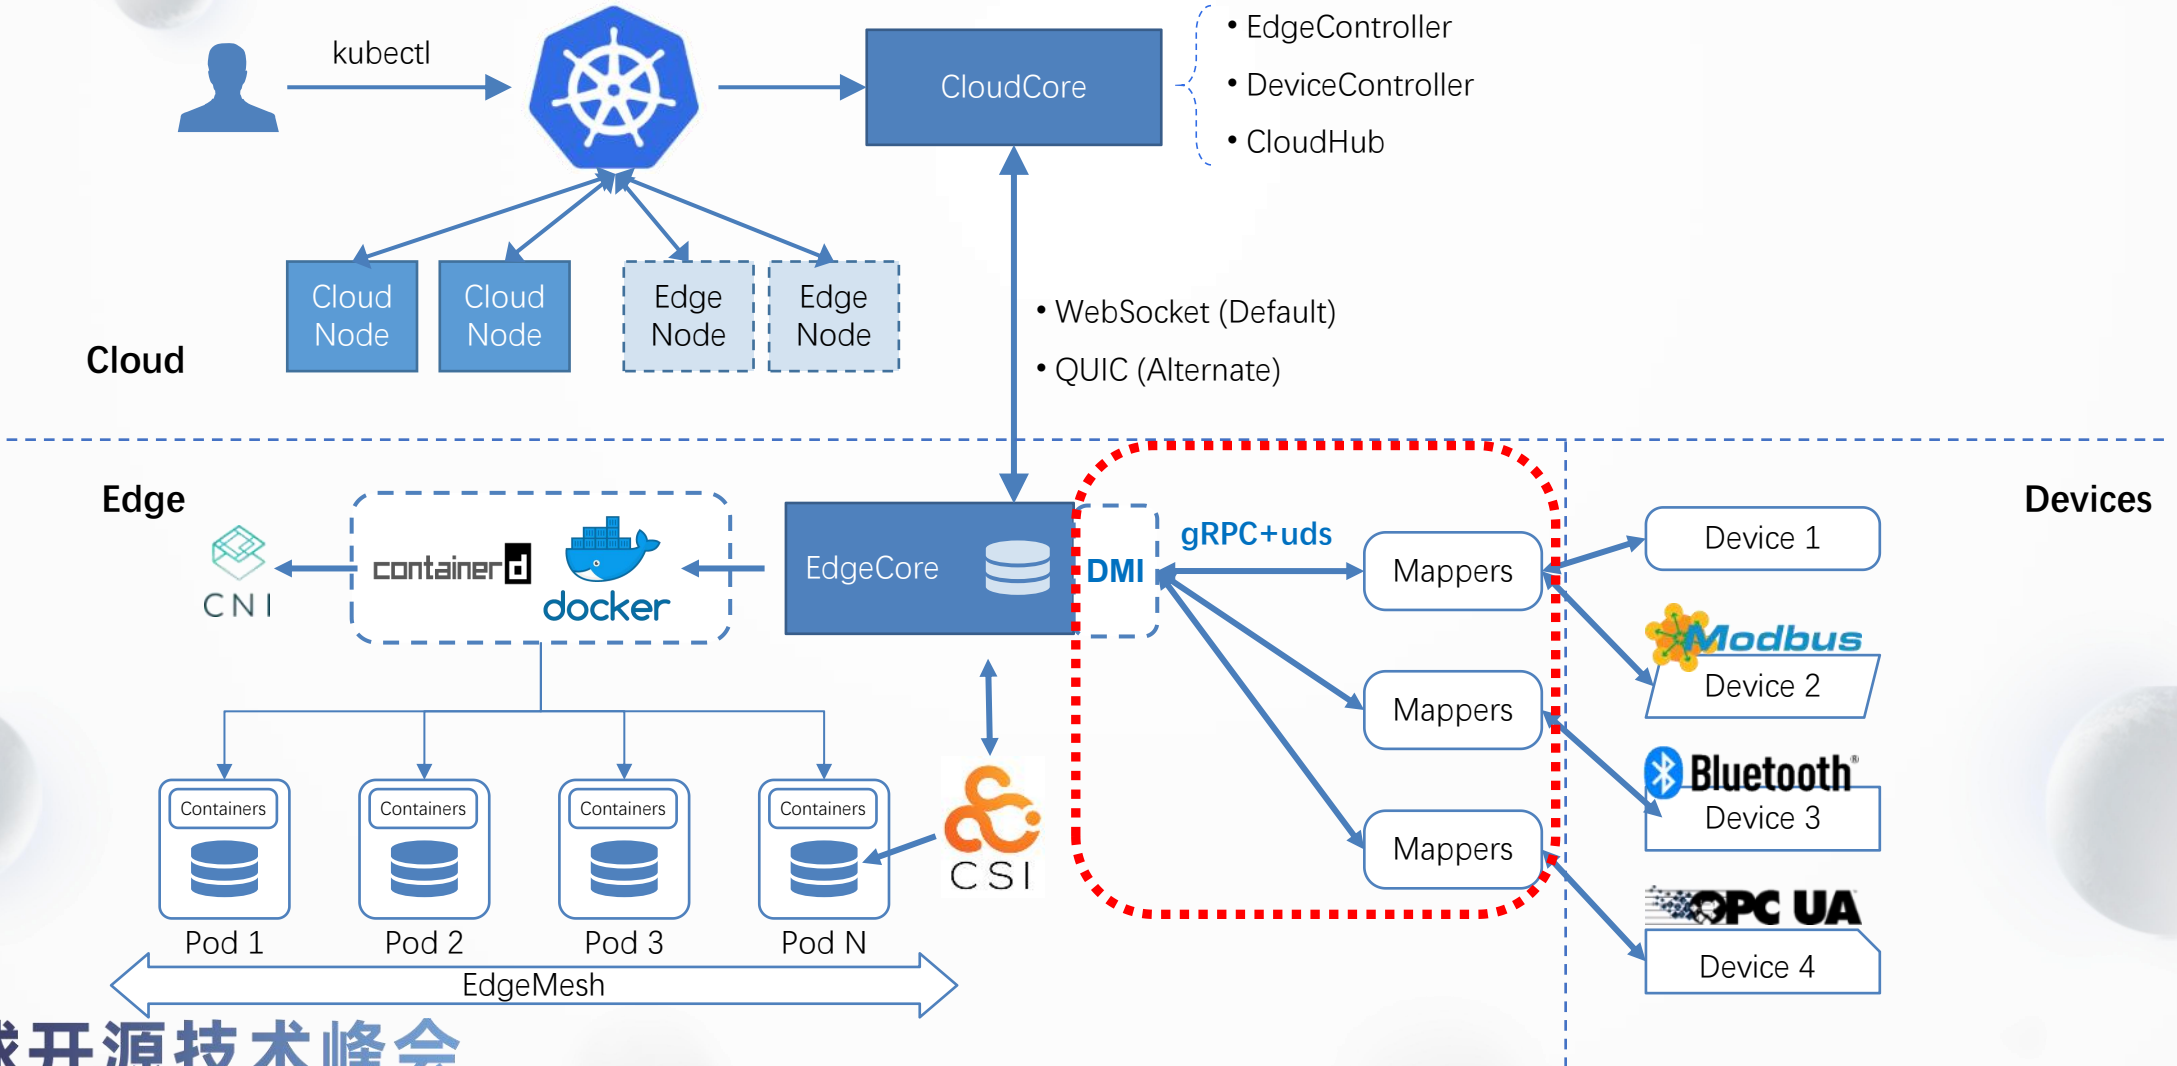 kubectl
CloudCore
• EdgeController
• DeviceController
• CloudHub
Cloud
Node
Cloud
Node
Edge
Node
Edge
Node
Cloud
• WebSocket (Default)
• QUIC (Alternate)
Edge
Devices
CNI
containerd
docker
EdgeCore
DMI
gRPC+uds
Mappers
Mappers
Mappers
Device 1
Modbus
Device 2
Bluetooth®
Device 3
OPC UA
Device 4
Containers
Containers
Containers
Containers
CSI
Pod 1
Pod 2
Pod 3
Pod N
EdgeMesh
球开源技术峰会